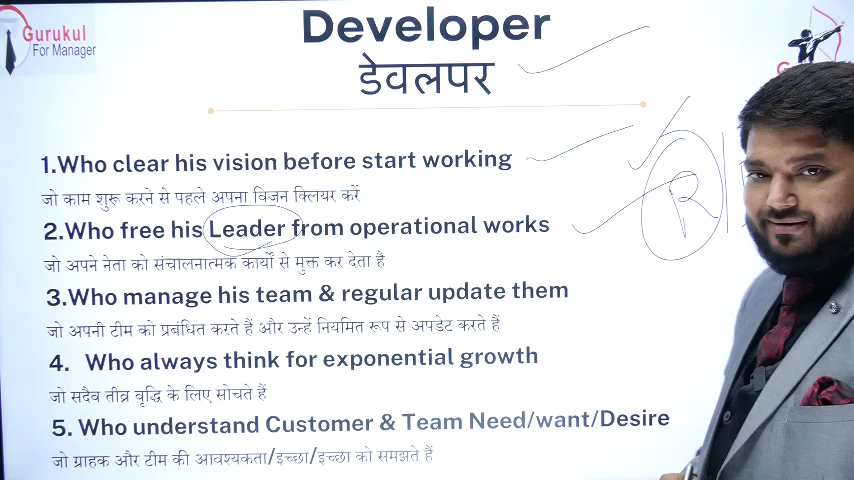 Gurukul
For Manager
Developer
डेवलपर
1.Who clear his vision before start working
जो काम शुरू करने से पहले अपना विजन क्लियर करें
2.Who free his Leader from operational works
जो अपने नेता को संचालनात्मक कार्यों से मुक्त कर देता है
3.Who manage his team & regular update them
जो अपनी टीम को प्रबंधित करते हैं और उन्हें नियमित रूप से अपडेट करते हैं
4. Who always think for exponential growth
जो सदैव तीव्र वृद्धि के लिए सोचते हैं
5. Who understand Customer & Team Need/want/Desire
जो ग्राहक और टीम की आवश्यकता/इच्छा/इच्छा को समझते हैं
R